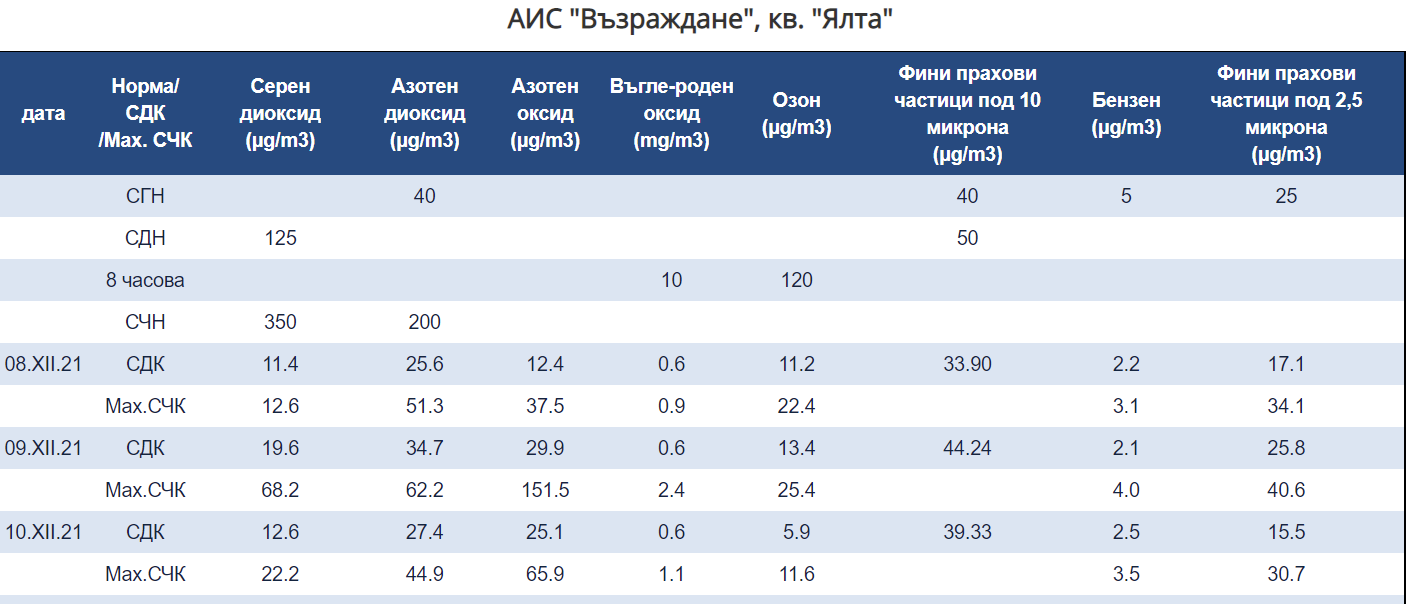 АИС "Възраждане", кв. "Ялта"
дата Норма/ СДК /Max. СЧК Серен диоксид (µg/m3) Азотен диоксид (µg/m3) Азотен оксид (µg/m3) Въгле-роден оксид (mg/m3) Озон (µg/m3) Фини прахови частици под 10 микрона (µg/m3) Бензен (µg/m3) Фини прахови частици под 2,5 микрона (µg/m3)
СГН 40 40 5 25
СДН 125 50
8 часова 10 120
СЧН 350 200
08.XII.21 СДК 11.4 25.6 12.4 0.6 11.2 33.90 2.2 17.1
Мах.СЧК 12.6 51.3 37.5 0.9 22.4 3.1 34.1
09.XII.21 СДК 19.6 34.7 29.9 0.6 13.4 44.24 2.1 25.8
Мах.СЧК 68.2 62.2 151.5 2.4 25.4 4.0 40.6
10.XII.21 СДК 12.6 27.4 25.1 0.6 5.9 39.33 2.5 15.5
Мах.СЧК 22.2 44.9 65.9 1.1 11.6 3.5 30.7